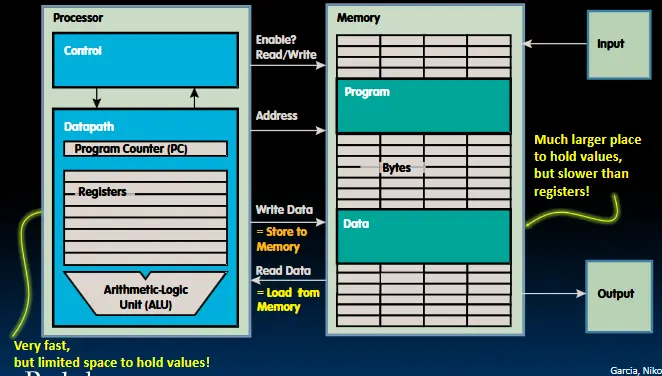 Processor
Control
Datapath
Program Counter (PC)
Registers
Arithmetic-Logic
Unit (ALU)
Very fast,
but limited space to hold values!
Enable?
Read/Write
Address
Write Data
= Store to
Memory
Read Data
= Load from
Memory
Memory
Program
Bytes
Data
Input
Much larger place
to hold values,
but slower than
registers!
Output
Garcia, Niko